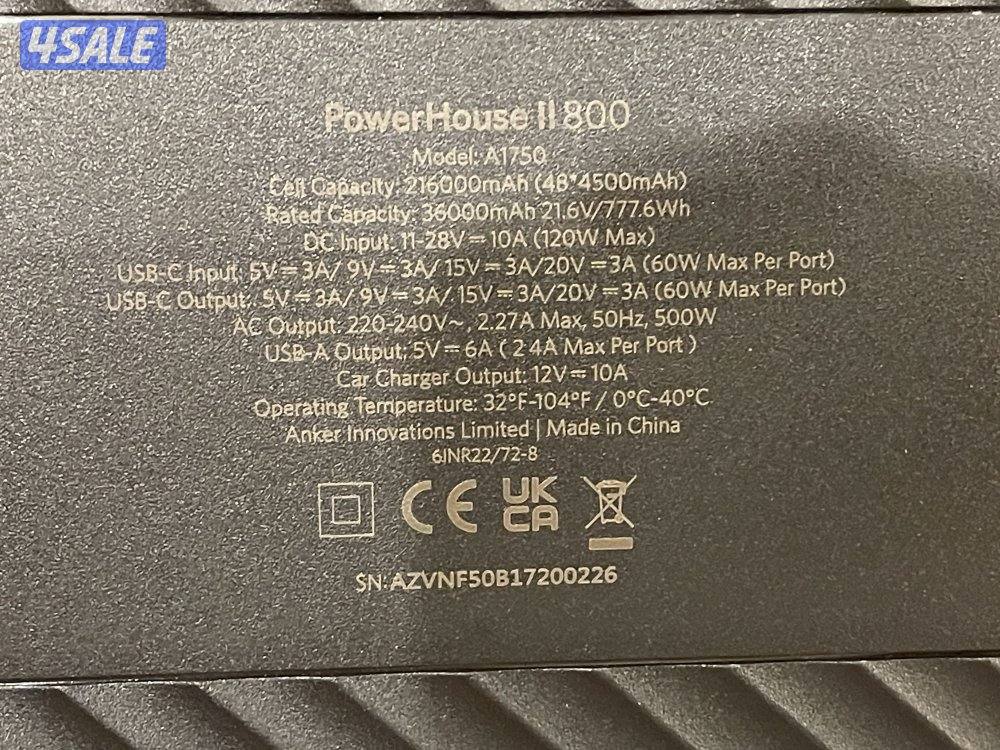 4SALE
PowerHouse II 800
Model: A1750
Cell Capacity: 216000mAh (48*4500mAh)
Rated Capacity: 36000mAh 21.6V/777.6Wh
DC Input: 11-28V⎓10A (120W Max)
USB-C Input: 5V⎓3A/ 9V⎓3A/ 15V⎓3A/20V⎓3A (60W Max Per Port)
USB-C Output: 5V⎓3A/ 9V⎓3A/ 15V⎓3A/20V⎓3A (60W Max Per Port)
AC Output: 220-240V~, 2.27A Max, 50Hz, 500W
USB-A Output: 5V⎓6A ( 2.4A Max Per Port )
Car Charger Output: 12V⎓10A
Operating Temperature: 32°F-104°F / 0°C-40°C
Anker Innovations Limited | Made in China
6INR22/72-8
CE UK
CA
SN: AZVNF50B17200226